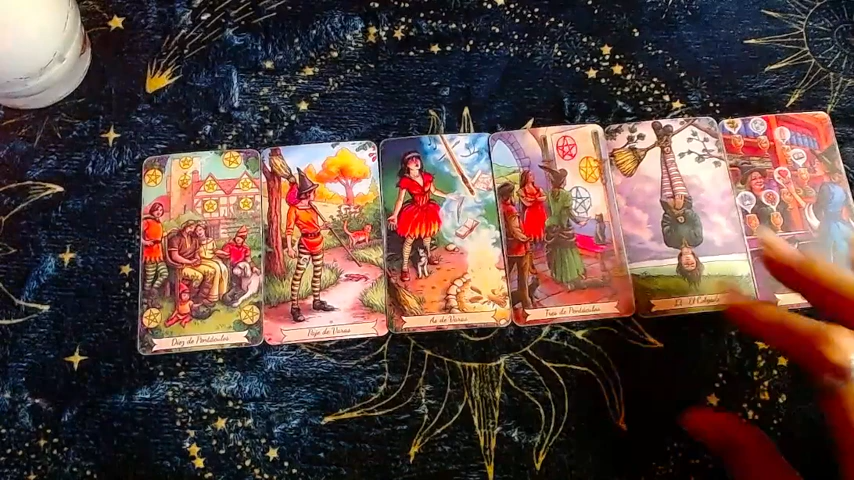 Diez de Pentáculos
Paje de Varas
As de Varas
Tres de Pentáculos
El Colgado